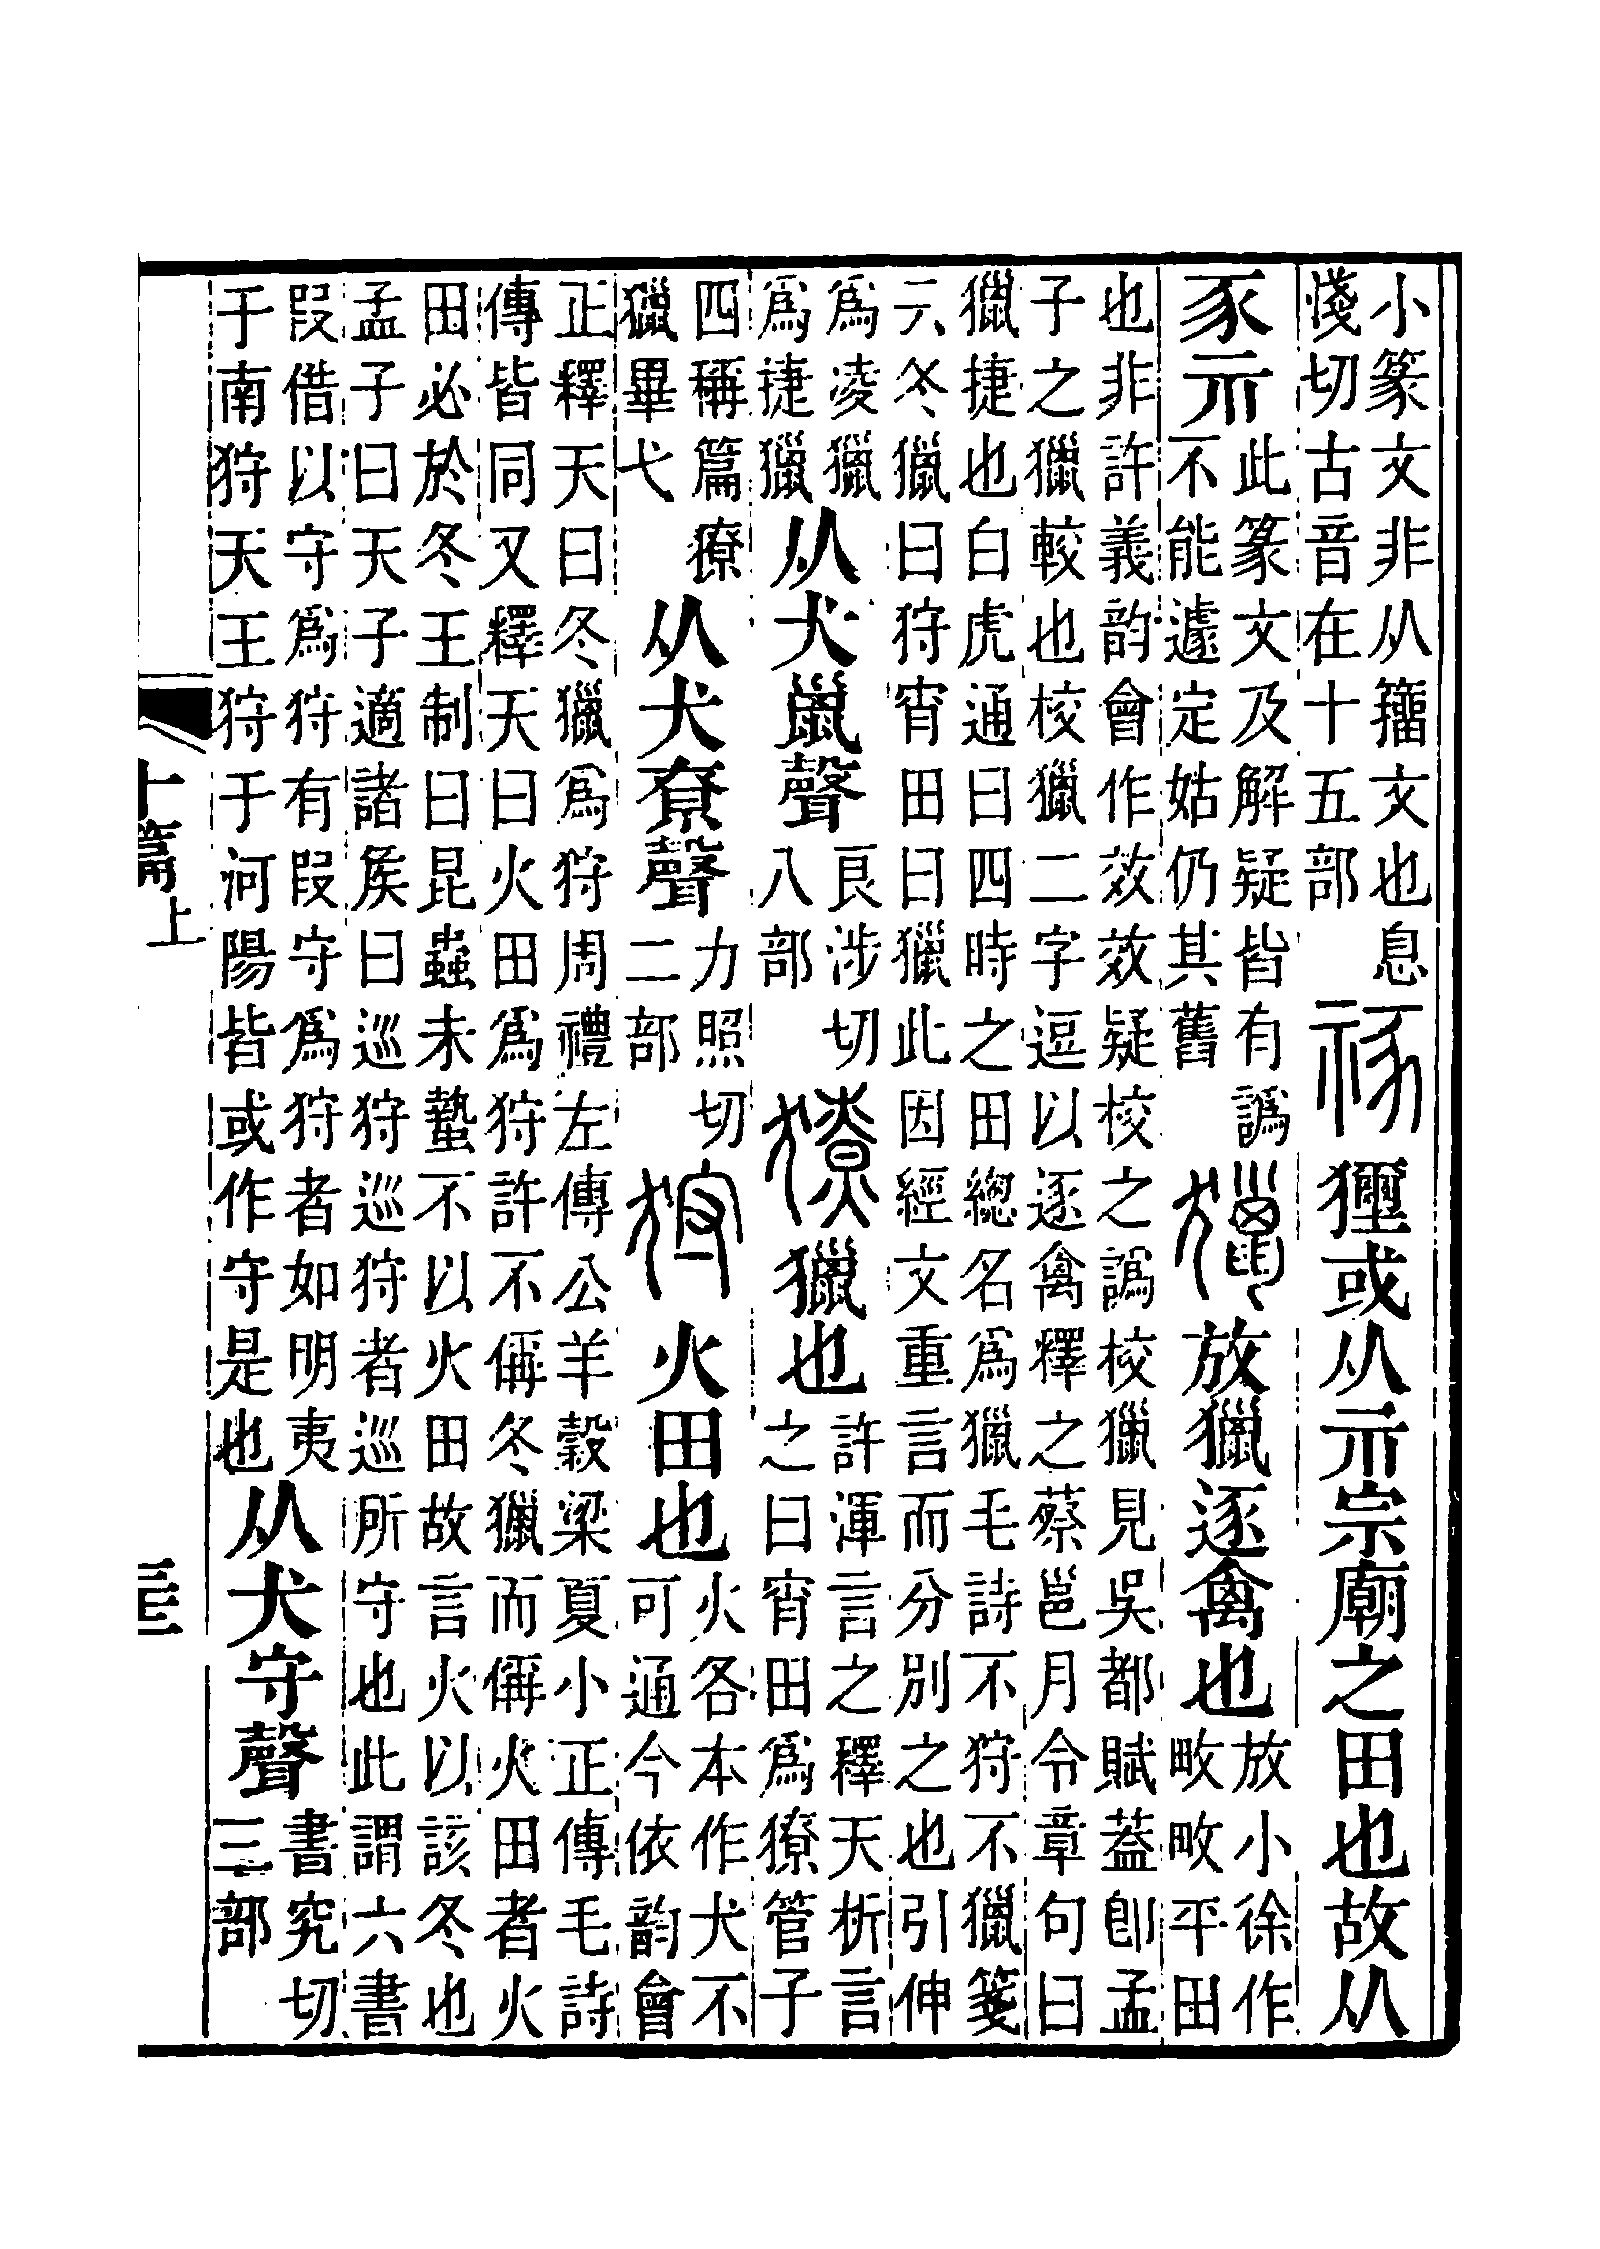 小篆文非从籒文也息淺切古音在十五部𥘦獮或从示宗廟之田也故从
豕示此篆文及解疑皆有譌不能遽定姑仍其舊獵放獵逐禽也放小徐作畋畋平田
也非許義韵會作效效疑校之譌校獵見吳都賦葢卽孟
子之獵較也校獵二字逗以逐禽釋之蔡邕月令章句曰
獵捷也白虎通曰四時之田緫名爲獵毛詩不狩不獵箋
云冬獵曰狩宵田曰獵此因經文重言而分別之也引伸
爲凌獵爲捷獵从犬巤聲良涉切八部獠獵也許渾言之釋天析言之曰宵田爲獠管子
四稱篇獠獵畢弋从犬尞聲力照切二部狩火田也火各本作犬不可通今依韵會
正釋天曰冬獵爲狩周禮左傳公羊穀梁夏小正傳毛詩
傳皆同又釋天曰火田爲狩許不偁冬獵而偁火田者火
田必於冬王制曰昆蟲未蟄不以火田故言火以該冬也
孟子曰天子適諸矦曰巡狩巡狩者巡所守也此謂六書
叚借以守爲狩有叚守爲狩者如明夷
于南狩天王狩于河陽皆或作守是也从犬守聲書究切三部
十篇上